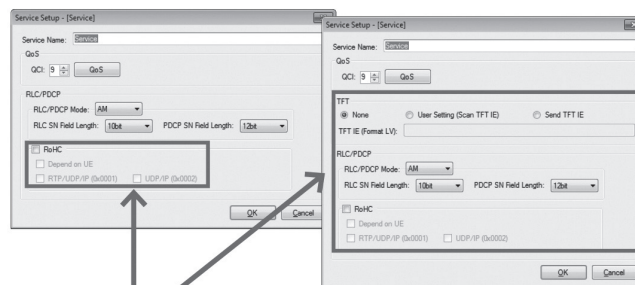 Service Setup - [Service]
Service Name: Service
QoS
QCI: 9 QoS
RLC/PDCP
RLC/PDCP Mode: AM
RLC SN Field Length: 10bit PDCP SN Field Length: 12bit
RoHC
Depend on UE
RTP/UDP/IP (0x0001) UDP/IP (0x0002)
OK Cancel
Service Setup - [Service]
Service Name: Service
QoS
QCI: 9 QoS
TFT
None User Setting (Scan TFT IE) Send TFT IE
TFT IE (Fomat LV):
RLC/PDCP
RLC/PDCP Mode: AM
RLC SN Field Length: 10bit PDCP SN Field Length: 12bit
RoHC
Depend on UE
RTP/UDP/IP (0x0001) UDP/IP (0x0002)
OK Cancel